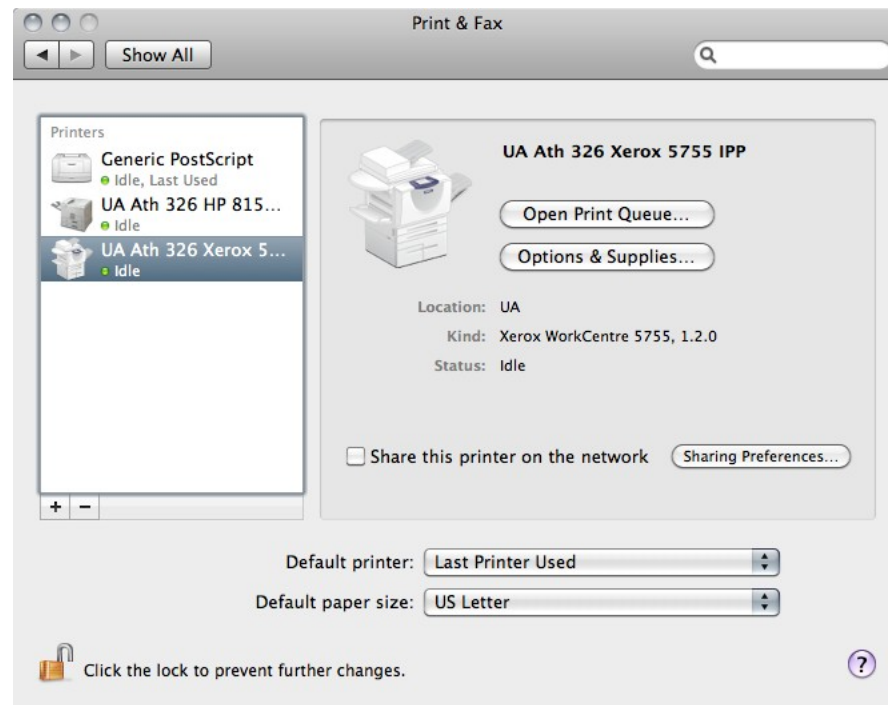 Print & Fax
Show All
Printers
Generic PostScript
Idle, Last Used
UA Ath 326 HP 815...
Idle
UA Ath 326 Xerox 5...
Idle
UA Ath 326 Xerox 5755 IPP
Open Print Queue...
Options & Supplies...
Location: UA
Kind: Xerox WorkCentre 5755, 1.2.0
Status: Idle
Share this printer on the network
Sharing Preferences...
+ −
Default printer: Last Printer Used
Default paper size: US Letter
Click the lock to prevent further changes.
?